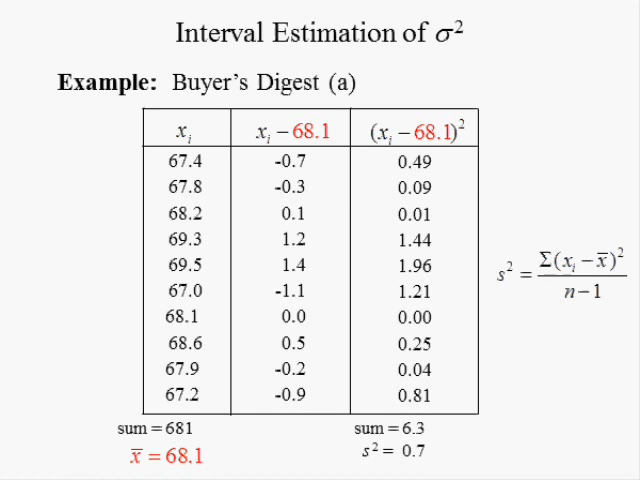 Interval Estimation of σ²
Example: Buyer's Digest (a)
xᵢ xᵢ – 68.1 (xᵢ – 68.1)²
67.4 -0.7 0.49
67.8 -0.3 0.09
68.2 0.1 0.01
69.3 1.2 1.44
69.5 1.4 1.96
67.0 -1.1 1.21
68.1 0.0 0.00
68.6 0.5 0.25
67.9 -0.2 0.04
67.2 -0.9 0.81
sum = 681 sum = 6.3
x̅ = 68.1 s² = 0.7
s² = Σ(xᵢ – x̅)² / n – 1